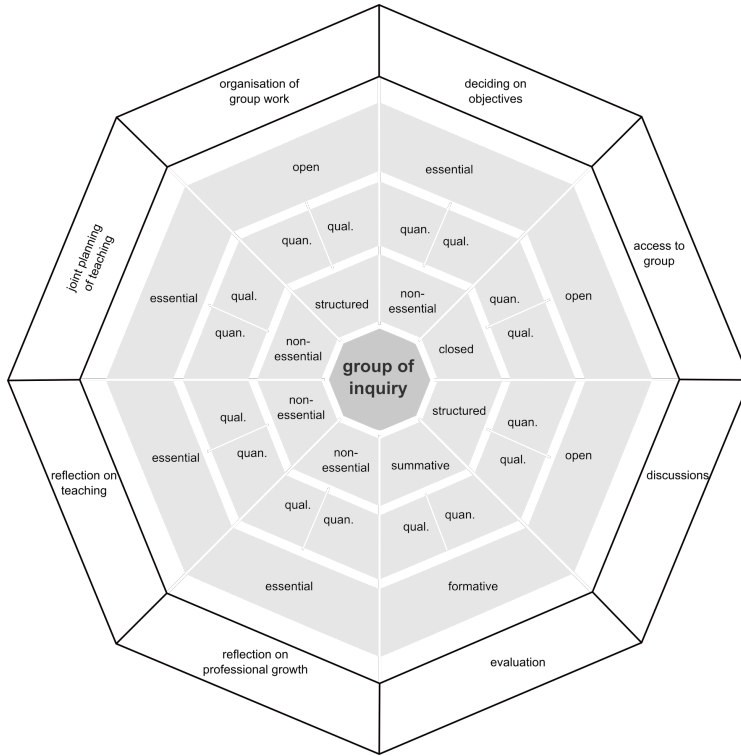 organisation of
group work
deciding on
objectives
open
essential
quan.
qual.
quan.
qual.
structured
non-
essential
access to
group
open
quan.
qual.
closed
joint planning
of teaching
essential
qual.
quan.
non-
essential
group of
inquiry
reflection on
teaching
essential
qual.
quan.
non-
essential
structured
quan.
qual.
open
discussions
non-
essential
summative
qual.
quan.
qual.
quan.
essential
formative
reflection on
professional growth
evaluation